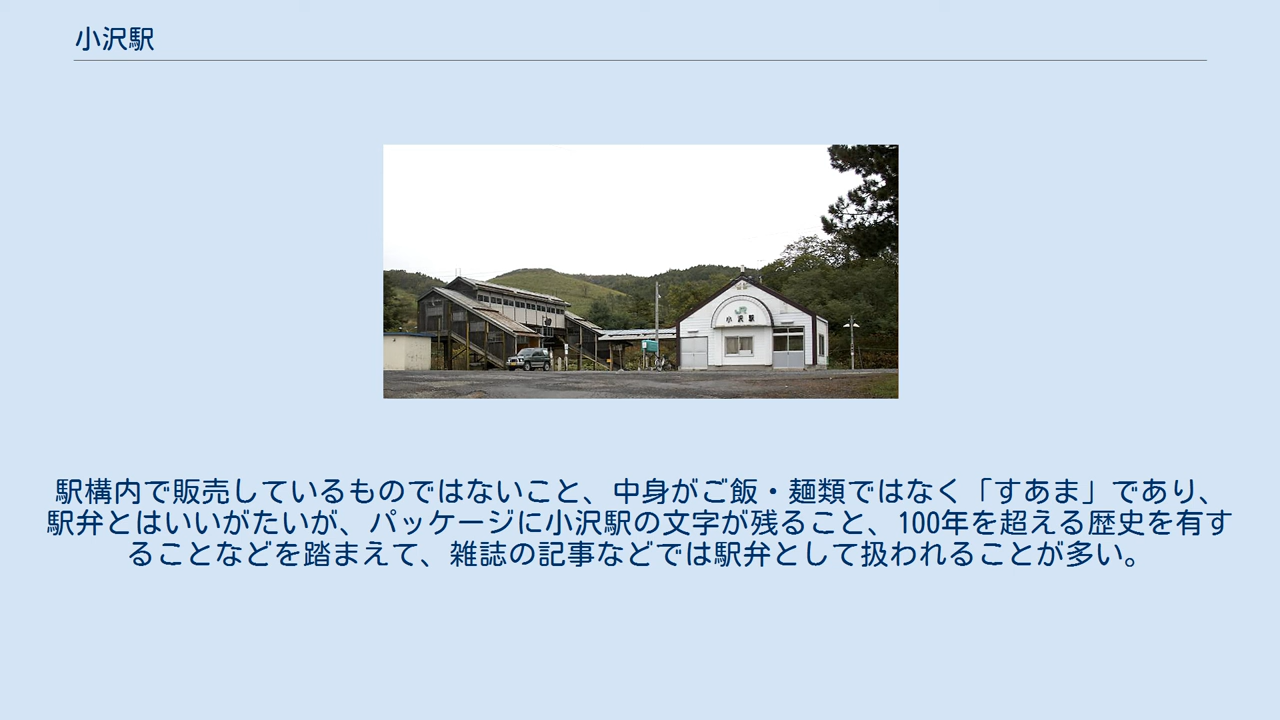 小沢駅
JR
小沢駅
駅構内で販売しているものではないこと、中身がご飯・麺類ではなく「すあま」であり、
駅弁とはいいがたいが、パッケージに小沢駅の文字が残ること、100年を超える歴史を有す
ることなどを踏まえて、雑誌の記事などでは駅弁として扱われることが多い。